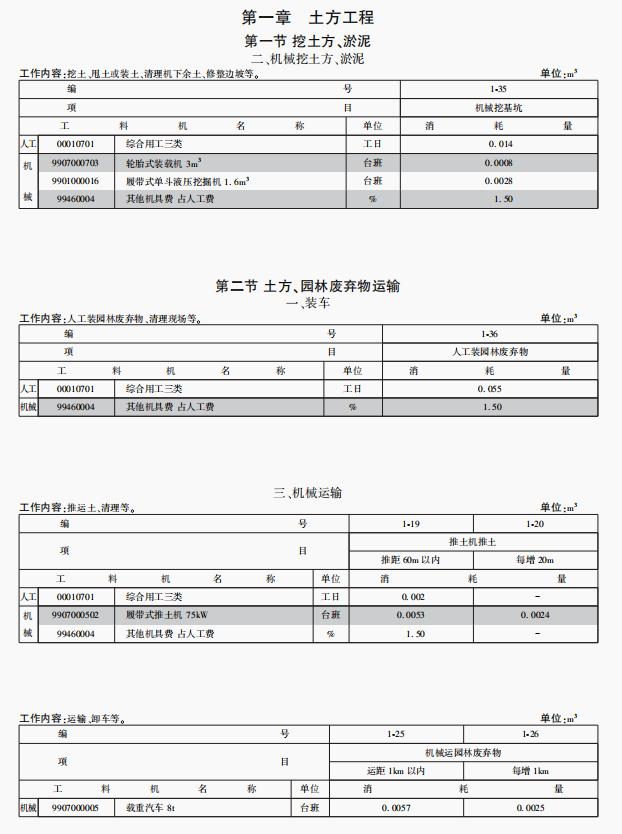 第一章　土方工程
第一节 挖土方、淤泥
二、机械挖土方、淤泥
工作内容:挖土、甩土或装土、清理机下余土、修整边坡等。 单位:m³
编 号 1-35
项 目 机械挖基坑
工 料 机 名 称 单位 消 耗 量
人工 00010701 综合用工三类 工日 0.014
机械 9907000703 轮胎式装载机 3m³ 台班 0.0008
9901000016 履带式单斗液压挖掘机 1.6m³ 台班 0.0028
99460004 其他机具费 占人工费 % 1.50
第二节 土方、园林废弃物运输
一、装车
工作内容:人工装园林废弃物、清理现场等。 单位:m³
编 号 1-36
项 目 人工装园林废弃物
工 料 机 名 称 单位 消 耗 量
人工 00010701 综合用工三类 工日 0.055
机械 99460004 其他机具费 占人工费 % 1.50
三、机械运输
工作内容:推运土、清理等。 单位:m³
编 号 1-19 1-20
项 目 推土机推土
推距 60m 以内 每增 20m
工 料 机 名 称 单位 消 耗 量
人工 00010701 综合用工三类 工日 0.002 -
机械 9907000502 履带式推土机 75kW 台班 0.0053 0.0024
99460004 其他机具费 占人工费 % 1.50 -
工作内容:运输、卸车等。 单位:m³
编 号 1-25 1-26
项 目 机械运园林废弃物
运距 1km 以内 每增 1km
工 料 机 名 称 单位 消 耗 量
机械 9907000005 载重汽车 8t 台班 0.0057 0.0025